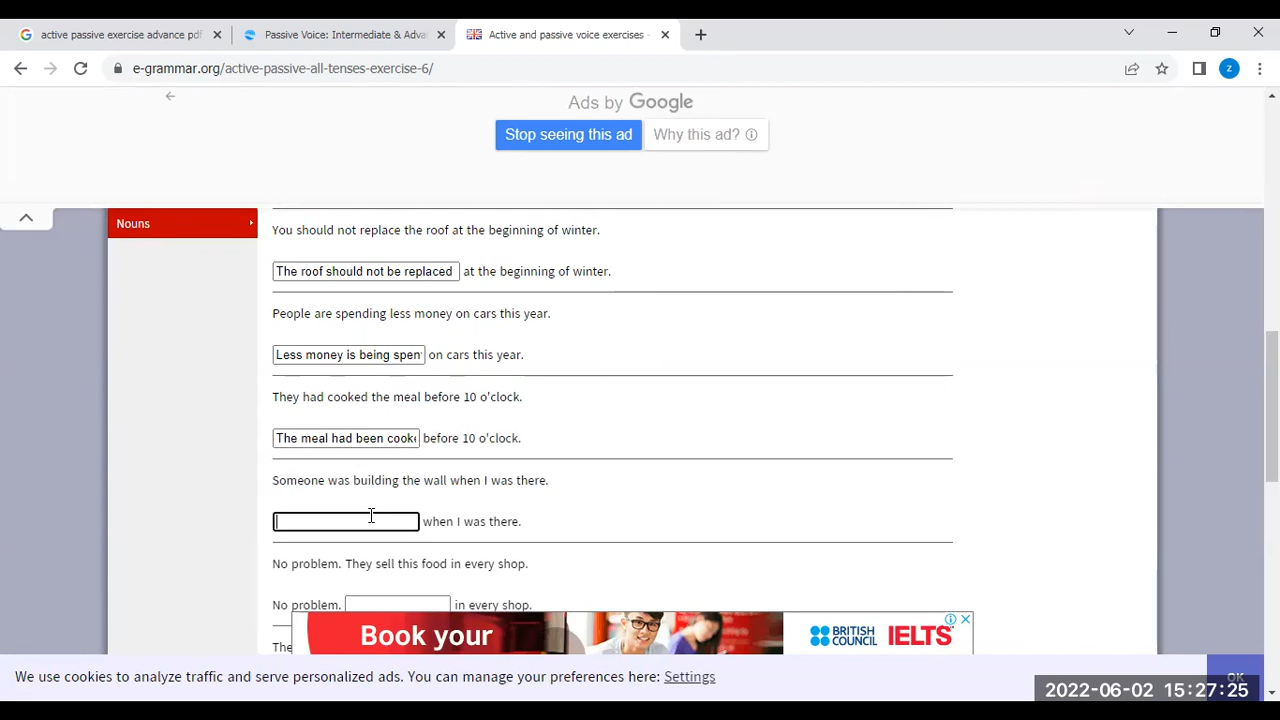 active passive exercise advance pdf
Passive Voice: Intermediate & Adva
Active and passive voice exercises -
e-grammar.org/active-passive-all-tenses-exercise-6/
z
Ads by Google
Stop seeing this ad
Why this ad?
Nouns
You should not replace the roof at the beginning of winter.
The roof should not be replaced at the beginning of winter.
People are spending less money on cars this year.
Less money is being spen on cars this year.
They had cooked the meal before 10 o'clock.
The meal had been cooke before 10 o'clock.
Someone was building the wall when I was there.
when I was there.
No problem. They sell this food in every shop.
No problem. in every shop.
The
Book your
BRITISH COUNCIL IELTS
We use cookies to analyze traffic and serve personalized ads. You can manage your preferences here: Settings
OK
2022-06-02 15:27:25